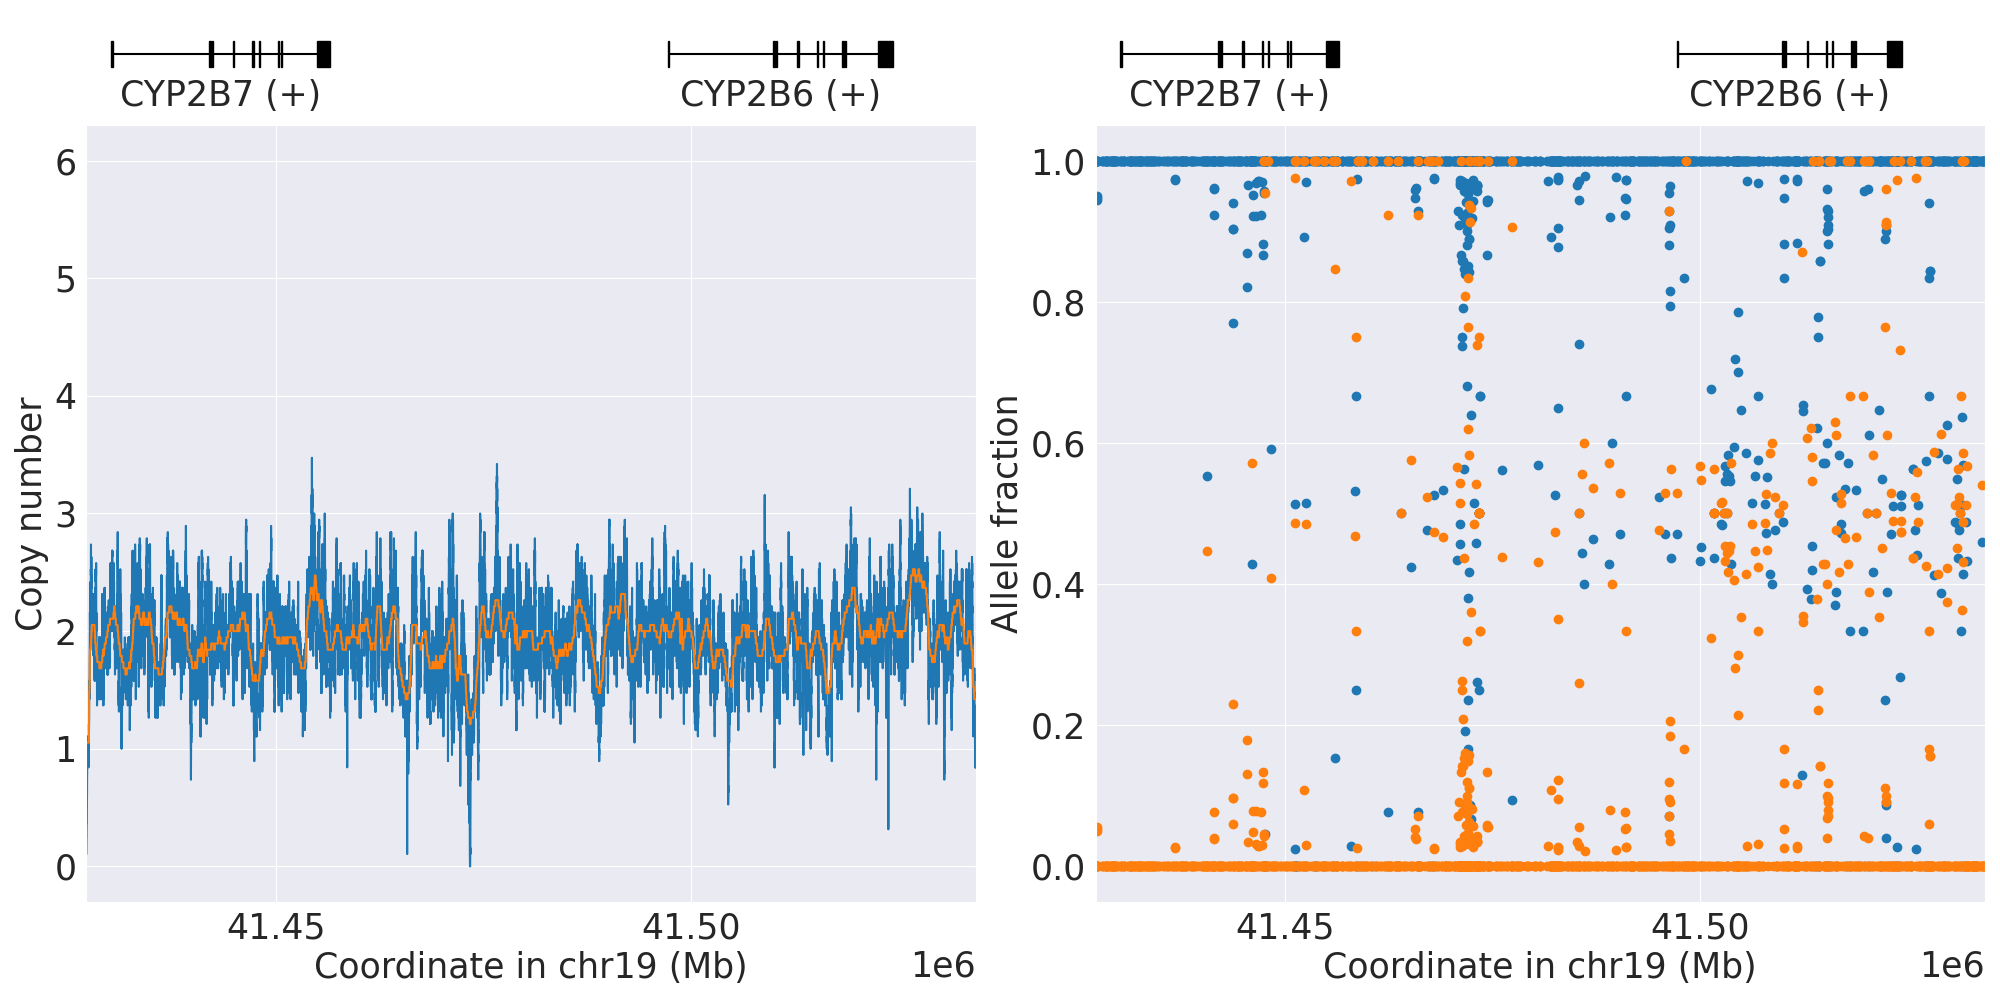 CYP2B7 (+)
CYP2B6 (+)
CYP2B7 (+)
CYP2B6 (+)
Copy number
6
5
4
3
2
1
0
41.45
41.50
Coordinate in chr19 (Mb)
1e6
Allele fraction
1.0
0.8
0.6
0.4
0.2
0.0
41.45
41.50
Coordinate in chr19 (Mb)
1e6